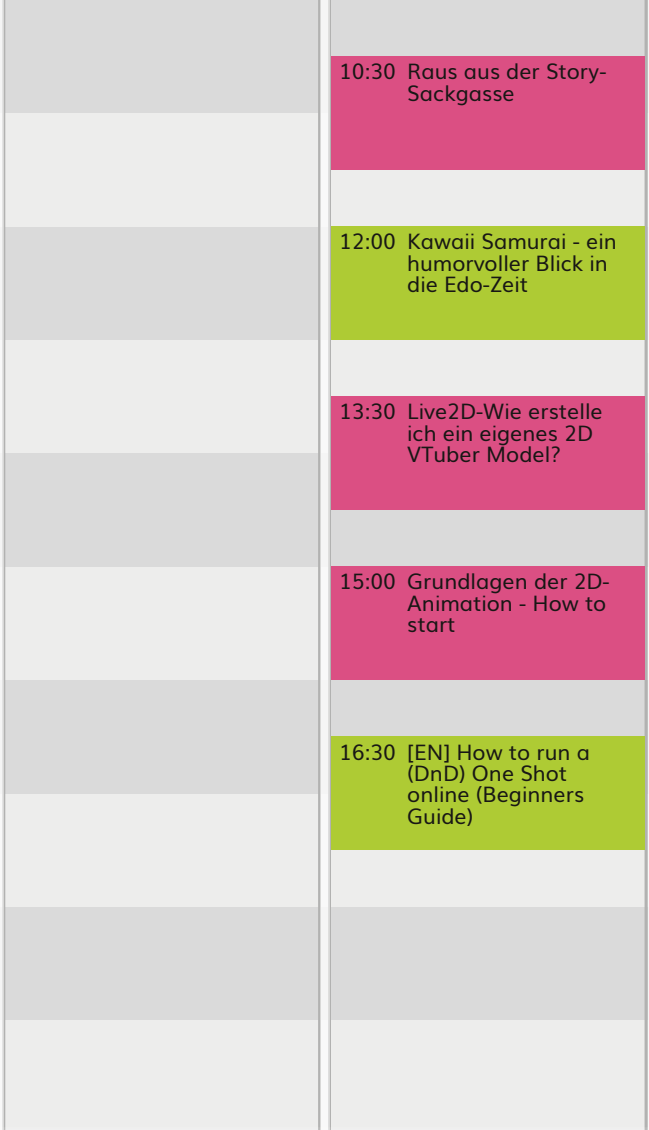 10:30 Raus aus der Story-
Sackgasse
12:00 Kawaii Samurai - ein
humorvoller Blick in
die Edo-Zeit
13:30 Live2D-Wie erstelle
ich ein eigenes 2D
VTuber Model?
15:00 Grundlagen der 2D-
Animation - How to
start
16:30 [EN] How to run a
(DnD) One Shot
online (Beginners
Guide)